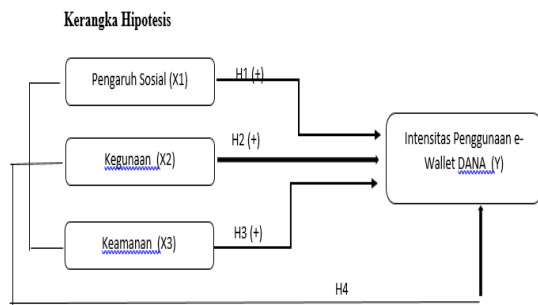 Kerangka Hipotesis
Pengaruh Sosial (X1)
H1 (+)
Kegunaan (X2)
H2 (+)
Keamanan (X3)
H3 (+)
Intensitas Penggunaan e-
Wallet DANA (Y)
H4